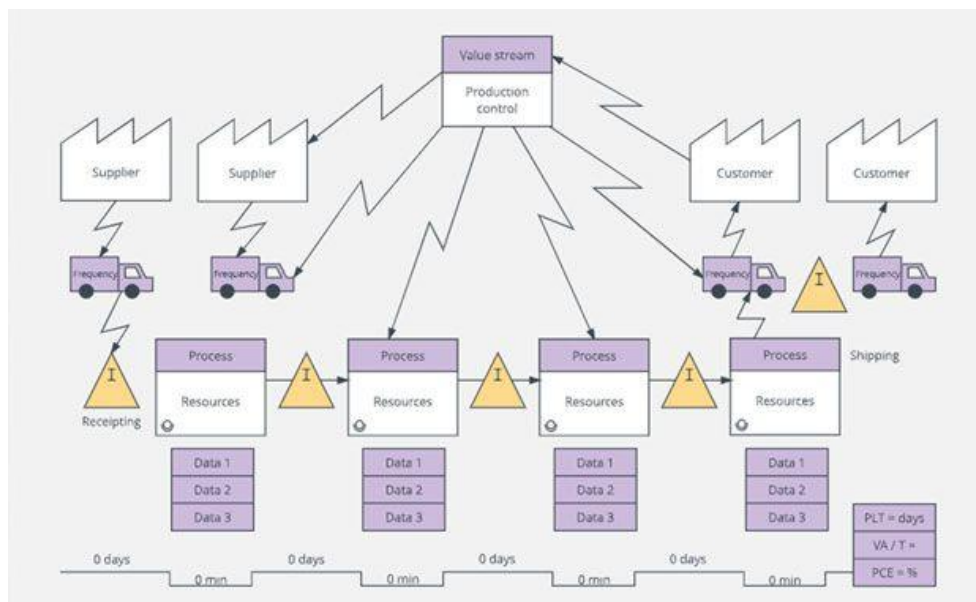 Value stream
Production
control
Supplier
Supplier
Customer
Customer
Frequency
Frequency
Frequency
Frequency
I
I
Receipting
Process
Resources
I
Process
Resources
I
Process
Resources
I
Process
Resources
Shipping
Data 1
Data 2
Data 3
Data 1
Data 2
Data 3
Data 1
Data 2
Data 3
Data 1
Data 2
Data 3
PLT = days
VA / T =
PCE = %
0 days
0 min
0 days
0 min
0 days
0 min
0 days
0 min